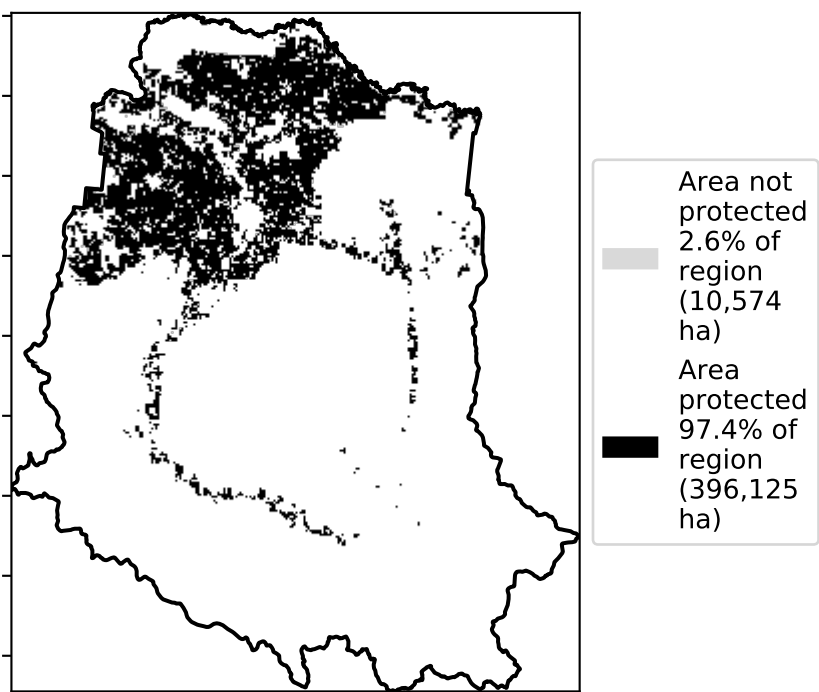 Area not
protected
2.6% of
region
(10,574
ha)
Area
protected
97.4% of
region
(396,125
ha)